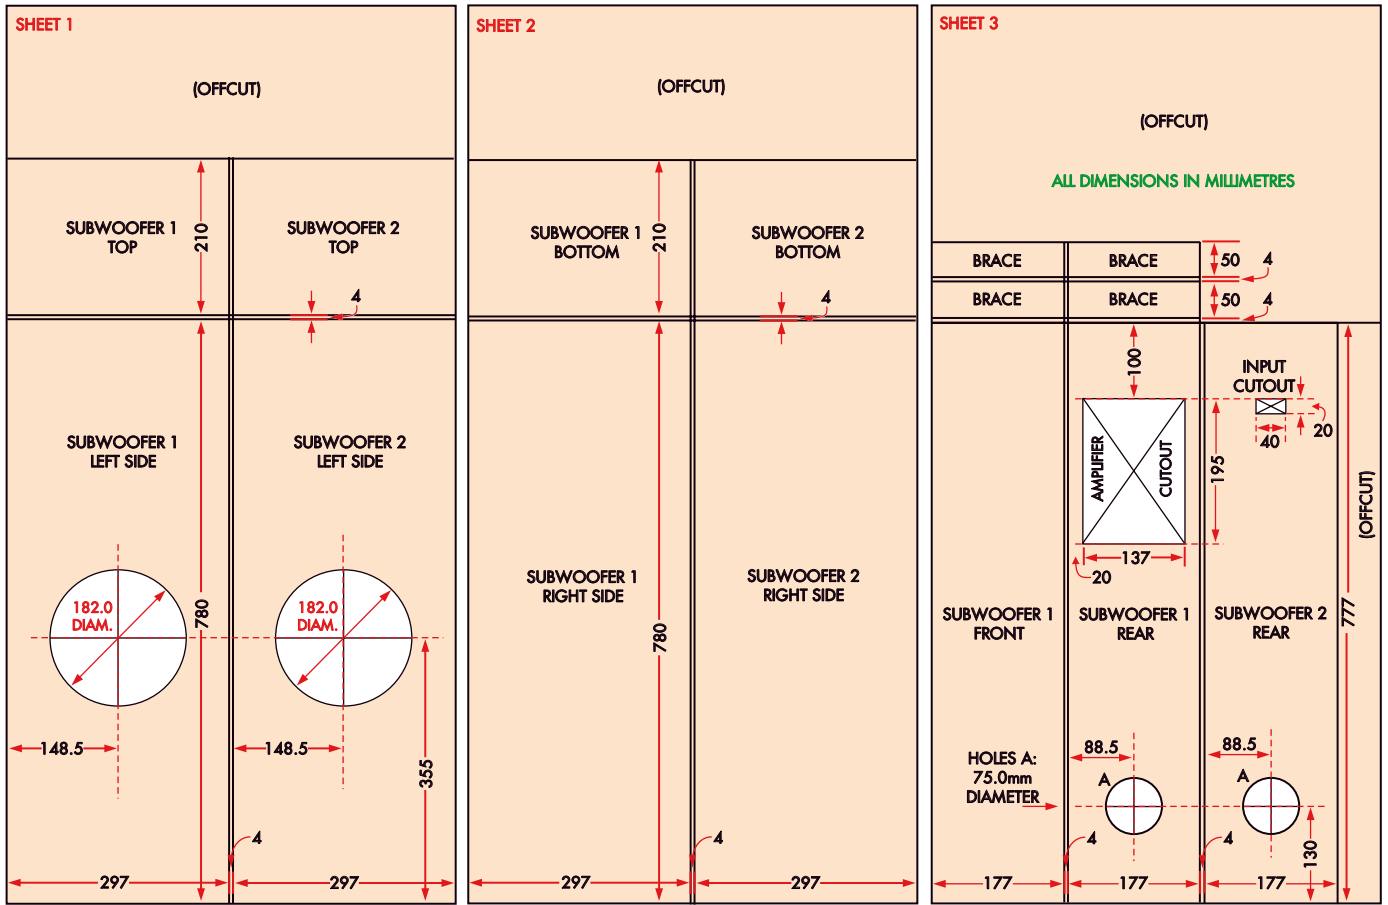 SHEET 1
(OFFCUT)
SUBWOOFER 1
TOP
210
SUBWOOFER 2
TOP
4
SUBWOOFER 1
LEFT SIDE
SUBWOOFER 2
LEFT SIDE
182.0
DIAM.
780
182.0
DIAM.
148.5
148.5
355
4
297
297
SHEET 2
(OFFCUT)
SUBWOOFER 1
BOTTOM
210
SUBWOOFER 2
BOTTOM
4
SUBWOOFER 1
RIGHT SIDE
SUBWOOFER 2
RIGHT SIDE
780
4
297
297
SHEET 3
(OFFCUT)
ALL DIMENSIONS IN MILLIMETRES
BRACE
BRACE
50
4
BRACE
BRACE
50
4
100
INPUT
CUTOUT
20
40
AMPLIFIER
CUTOUT
195
(OFFCUT)
137
20
SUBWOOFER 1
FRONT
SUBWOOFER 1
REAR
SUBWOOFER 2
REAR
777
88.5
88.5
HOLES A:
75.0mm
DIAMETER
A
A
4
4
130
177
177
177